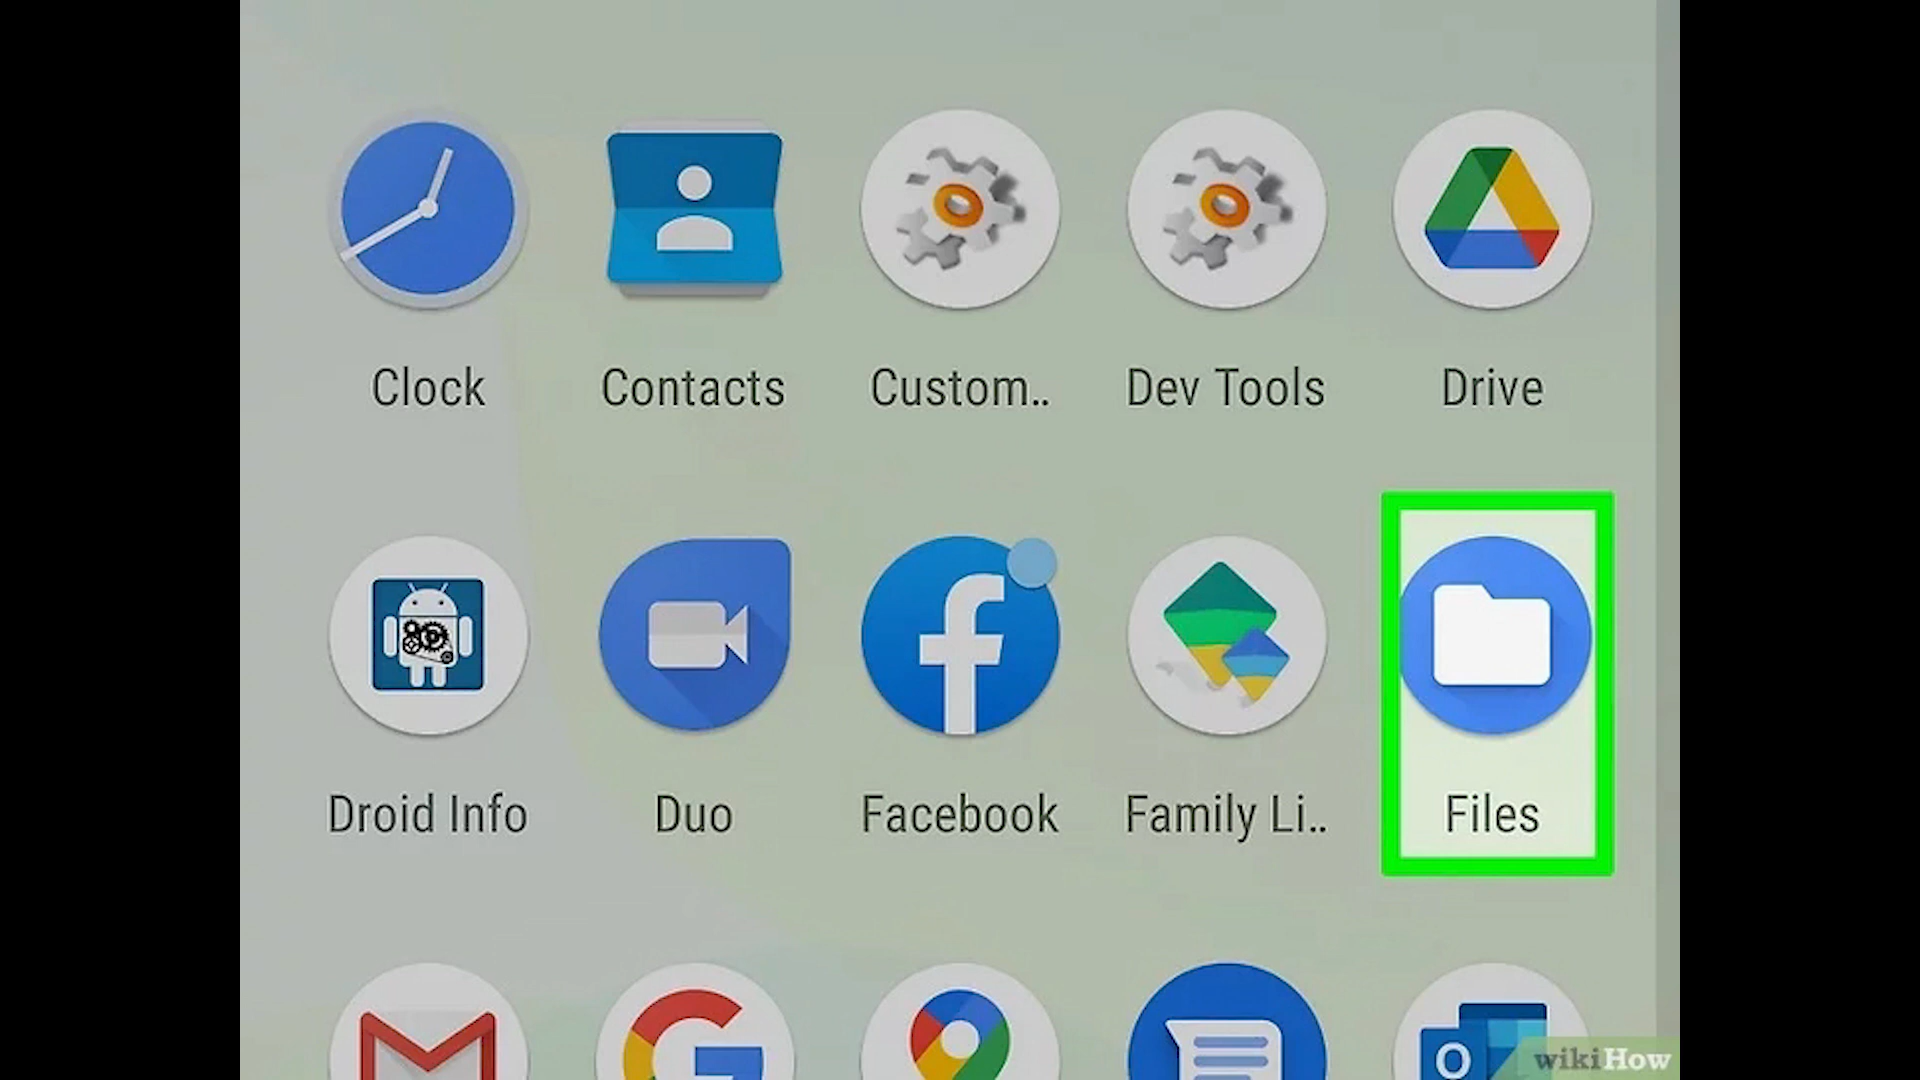 Clock Contacts Custom.. Dev Tools Drive
Droid Info Duo Facebook Family Li.. Files
wikiHow